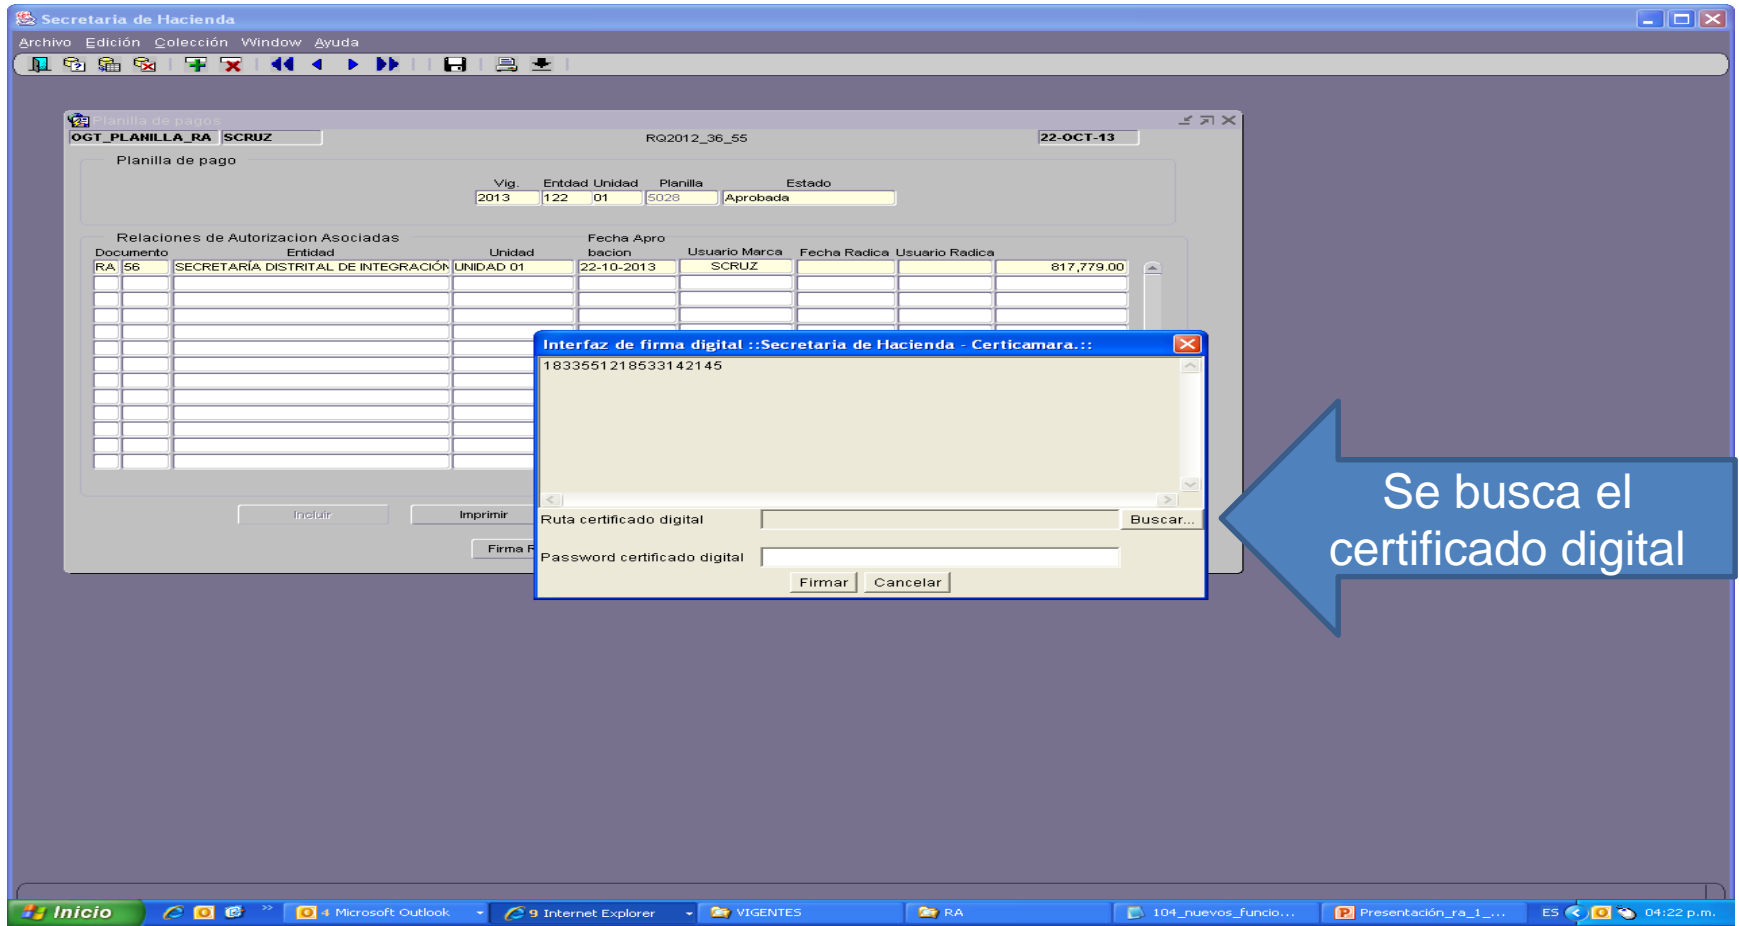 Secretaria de Hacienda
Archivo Edición Colección Window Ayuda
Planilla de pagos
OGT_PLANILLA_RA SCRUZ RQ2012_36_55 22-OCT-13
Planilla de pago
Vig. Entdad Unidad Planilla Estado
2013 122 01 5028 Aprobada
Relaciones de Autorizacion Asociadas Fecha Apro
Documento Entidad Unidad bacion Usuario Marca Fecha Radica Usuario Radica
RA 56 SECRETARÍA DISTRITAL DE INTEGRACIÓN UNIDAD 01 22-10-2013 SCRUZ 817,779.00
Interfaz de firma digital ::Secretaria de Hacienda - Certicamara.::
1833551218533142145
Incluir Imprimir
Firma R
Ruta certificado digital Buscar...
Password certificado digital
Firmar Cancelar
Se busca el
certificado digital
Inicio 4 Microsoft Outlook 9 Internet Explorer VIGENTES RA 104_nuevos_funcio... Presentación_ra_1_... ES 04:22 p.m.